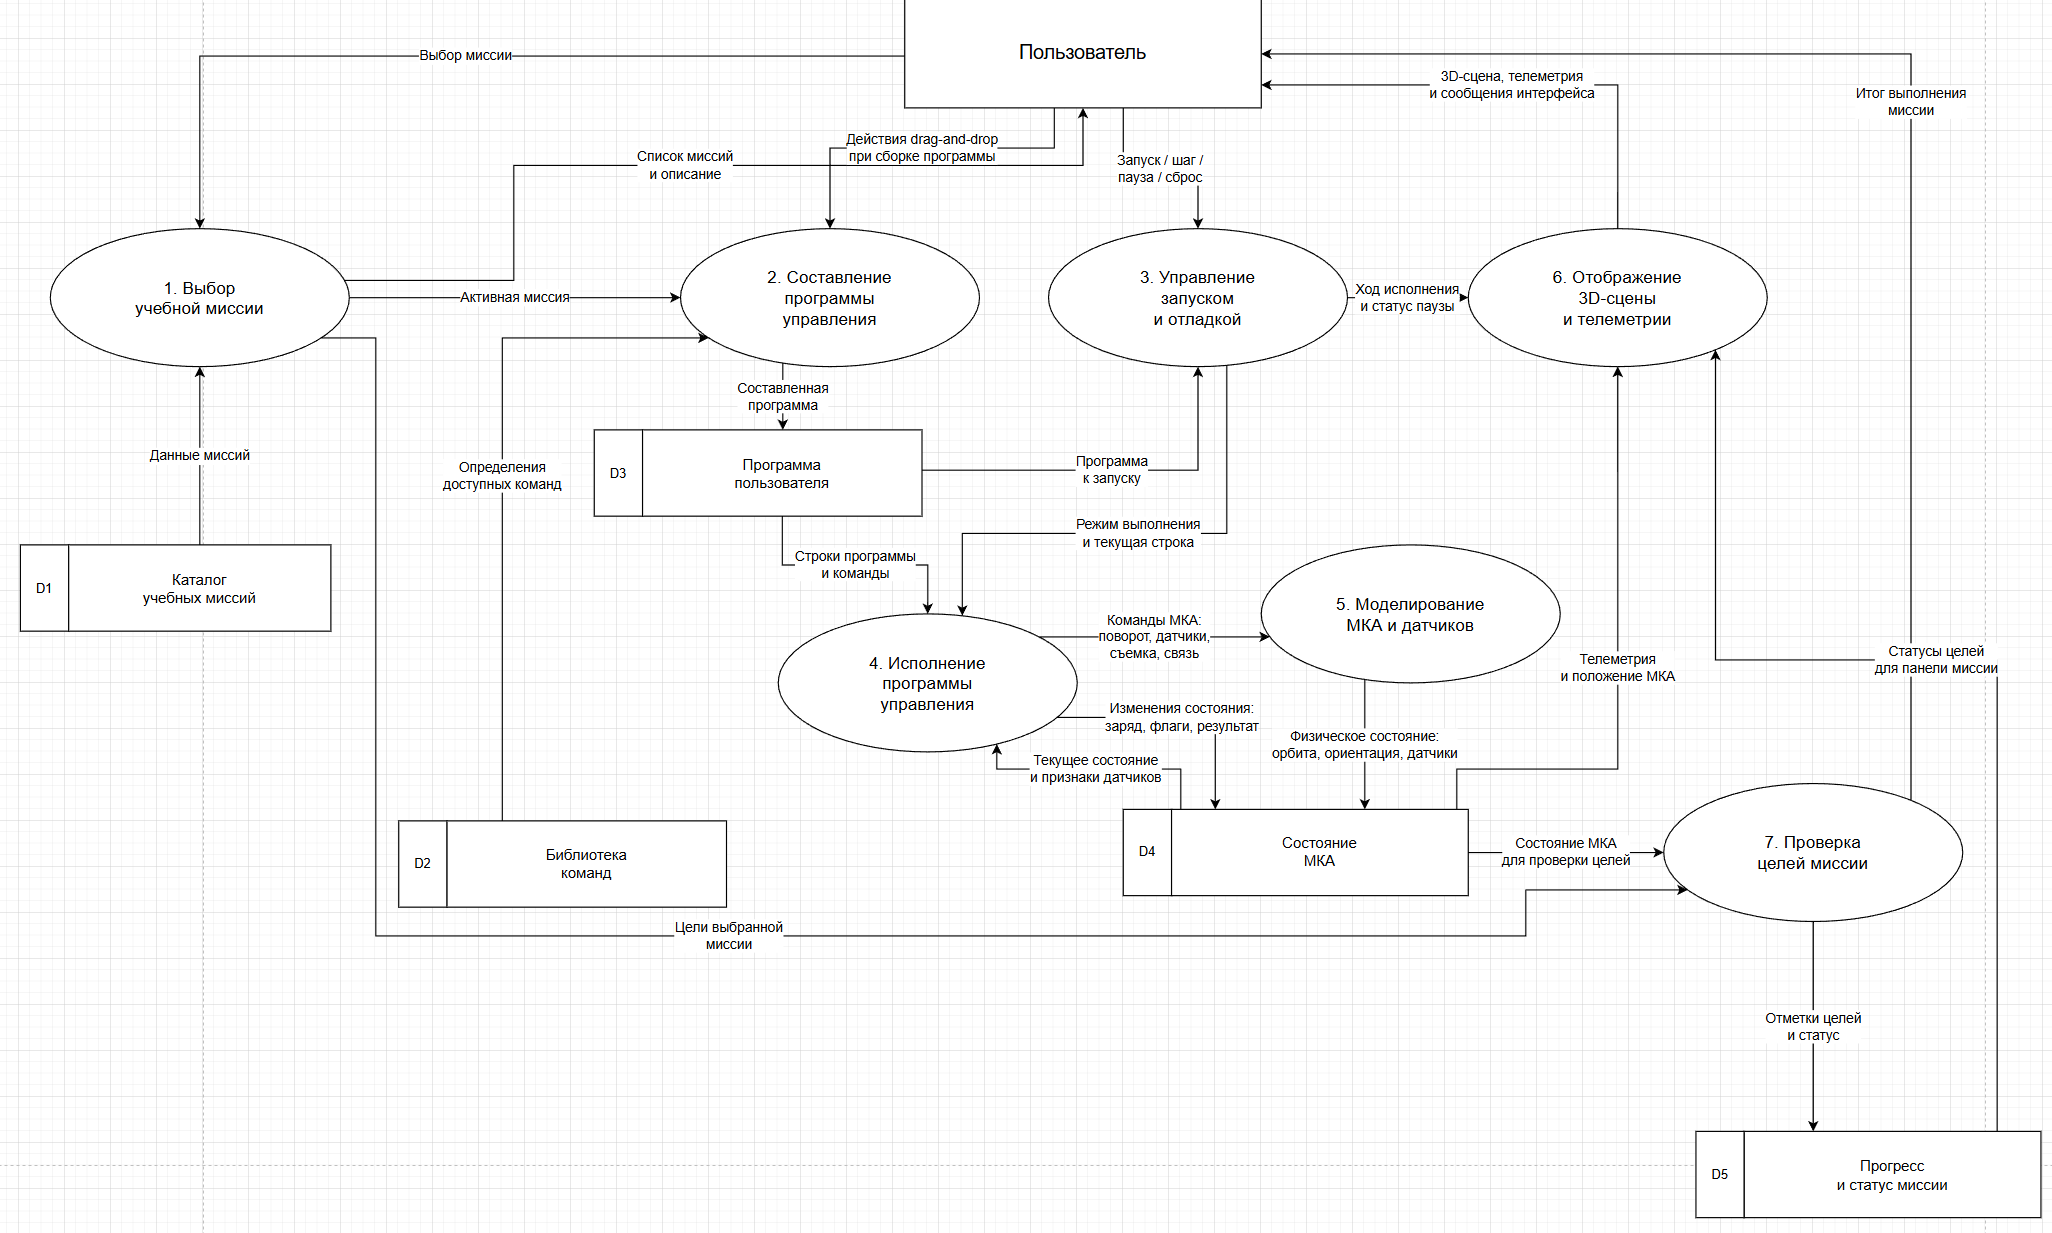 Пользователь
Выбор миссии
3D-сцена, телеметрия
и сообщения интерфейса
Итог выполнения
миссии
Действия drag-and-drop
при сборке программы
Список миссий
и описание
Запуск / шаг /
пауза / сброс
1. Выбор
учебной миссии
Активная миссия
2. Составление
программы
управления
3. Управление
запуском
и отладкой
Ход исполнения
и статус паузы
6. Отображение
3D-сцены
и телеметрии
Составленная
программа
Данные миссий
Определения
доступных команд
D3
Программа
пользователя
Программа
к запуску
Режим выполнения
и текущая строка
Строки программы
и команды
D1
Каталог
учебных миссий
5. Моделирование
МКА и датчиков
Команды МКА:
поворот, датчики,
съемка, связь
4. Исполнение
программы
управления
Телеметрия
и положение МКА
Статусы целей
для панели миссии
Изменения состояния:
заряд, флаги, результат
Физическое состояние:
орбита, ориентация, датчики
Текущее состояние
и признаки датчиков
D2
Библиотека
команд
D4
Состояние
МКА
Состояние МКА
для проверки целей
7. Проверка
целей миссии
Цели выбранной
миссии
Отметки целей
и статус
D5
Прогресс
и статус миссии